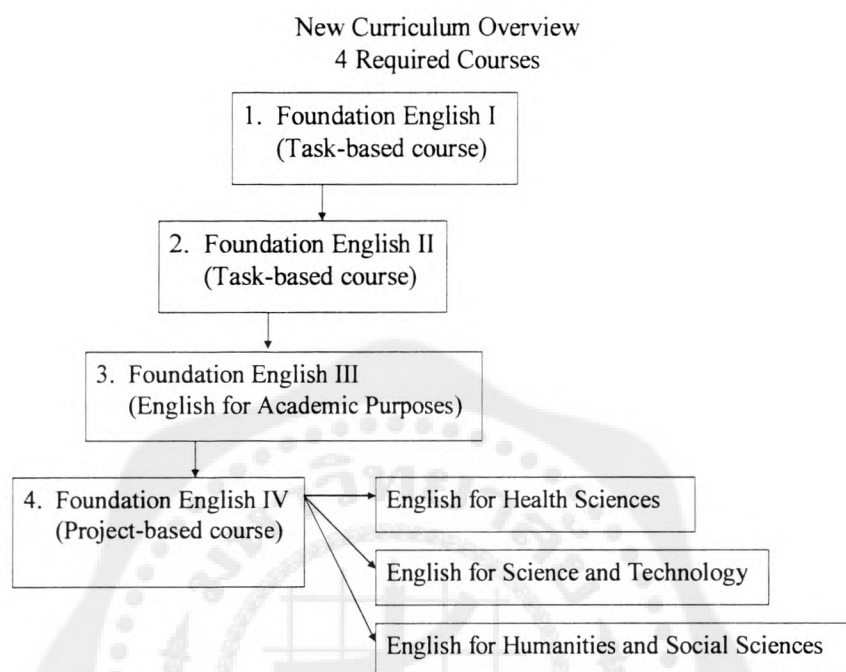 New Curriculum Overview
4 Required Courses
1. Foundation English I
(Task-based course)
2. Foundation English II
(Task-based course)
3. Foundation English III
(English for Academic Purposes)
4. Foundation English IV
(Project-based course)
English for Health Sciences
English for Science and Technology
English for Humanities and Social Sciences